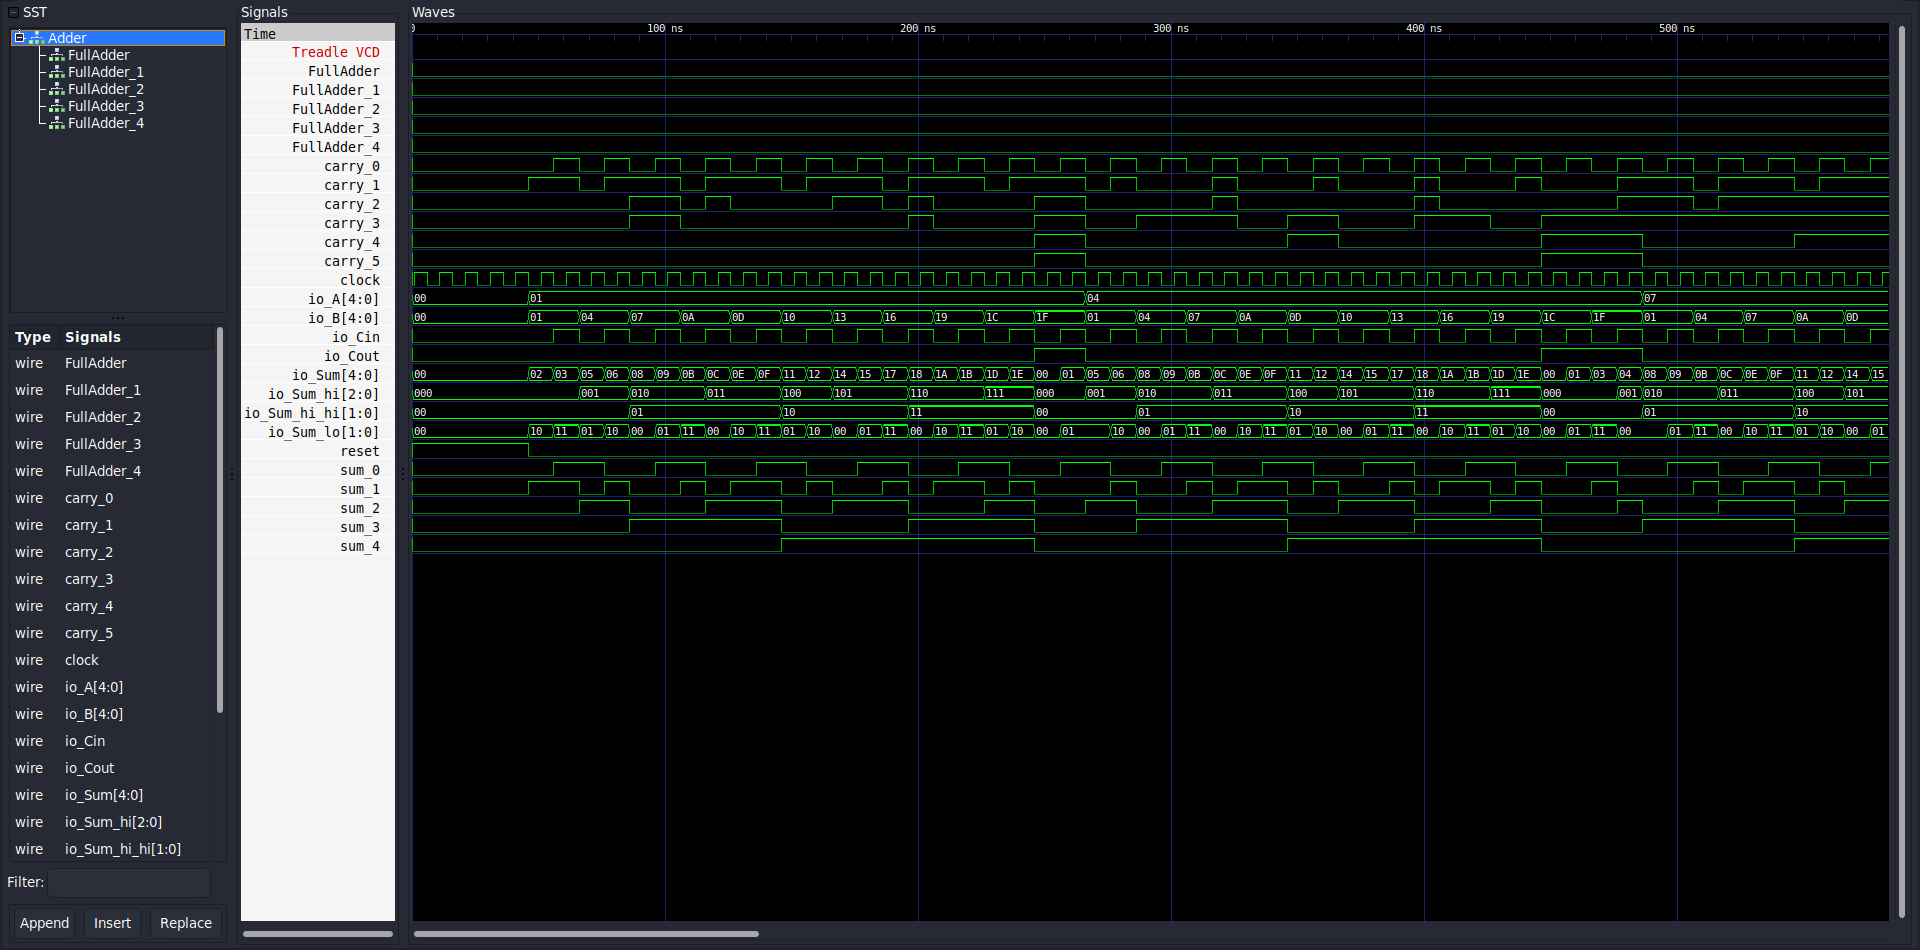 SST
Adder
FullAdder
FullAdder_1
FullAdder_2
FullAdder_3
FullAdder_4
Type Signals
wire FullAdder
wire FullAdder_1
wire FullAdder_2
wire FullAdder_3
wire FullAdder_4
wire carry_0
wire carry_1
wire carry_2
wire carry_3
wire carry_4
wire carry_5
wire clock
wire io_A[4:0]
wire io_B[4:0]
wire io_Cin
wire io_Cout
wire io_Sum[4:0]
wire io_Sum_hi[2:0]
wire io_Sum_hi_hi[1:0]
Filter:
Append Insert Replace
Signals
Time
Treadle VCD
FullAdder
FullAdder_1
FullAdder_2
FullAdder_3
FullAdder_4
carry_0
carry_1
carry_2
carry_3
carry_4
carry_5
clock
io_A[4:0]
io_B[4:0]
io_Cin
io_Cout
io_Sum[4:0]
io_Sum_hi[2:0]
io_Sum_hi_hi[1:0]
io_Sum_lo[1:0]
reset
sum_0
sum_1
sum_2
sum_3
sum_4
Waves
100 ns 200 ns 300 ns 400 ns 500 ns
00 01 04 07
00 01 04 07 0A 0D 10 13 16 19 1C 1F 01 04 07 0A 0D 10 13 16 19 1C 1F 01 04 07 0A 0D
00 02 03 05 06 08 09 0B 0C 0E 0F 11 12 14 15 17 18 1A 1B 1D 1E 00 01 05 06 08 09 0B 0C 0E 0F 11 12 14 15 17 18 1A 1B 1D 1E 00 01 03 04 08 09 0B 0C 0E 0F 11 12 14 15
000 001 010 011 100 101 110 111 000 001 010 011 100 101 110 111 000 001 010 011 100 101
00 01 10 11 00 01 10 11 00 01 10
00 10 11 01 10 00 01 11 00 10 11 01 10 00 01 11 00 10 11 01 10 00 01 10 00 01 11 00 10 11 01 10 00 01 11 00 10 11 01 10 00 01 11 00 01 11 00 10 11 01 10 00 01